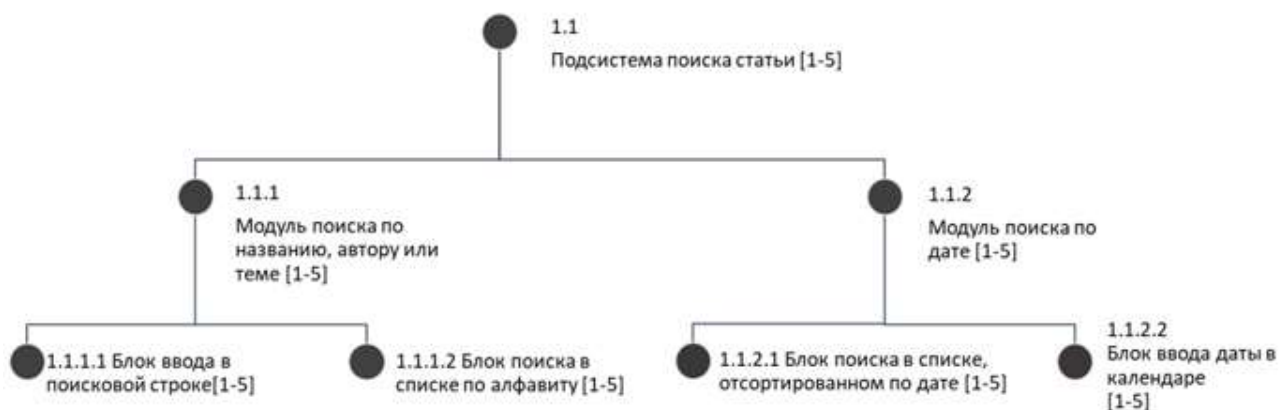 1.1
Подсистема поиска статьи [1-5]
1.1.1
Модуль поиска по
названию, автору или
теме [1-5]
1.1.2
Модуль поиска по
дате [1-5]
1.1.1.1 Блок ввода в
поисковой строке[1-5]
1.1.1.2 Блок поиска в
списке по алфавиту [1-5]
1.1.2.1 Блок поиска в списке,
отсортированном по дате [1-5]
1.1.2.2
Блок ввода даты в
календаре
[1-5]